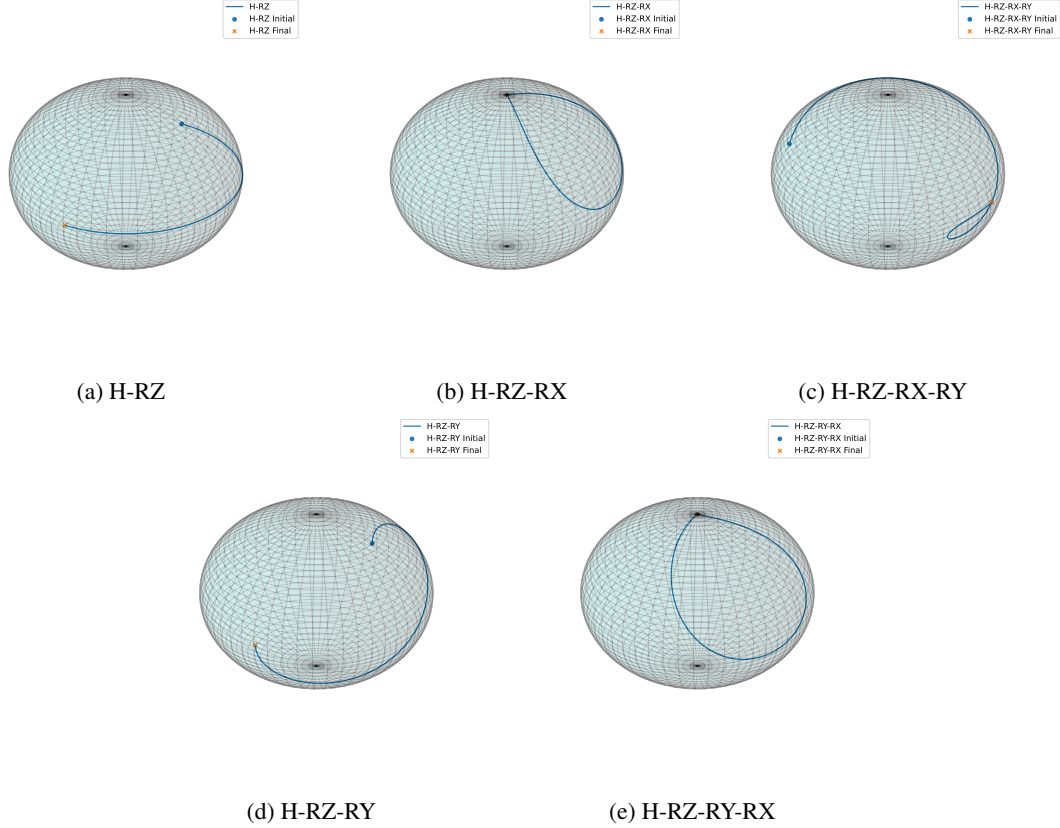 H-RZ
H-RZ Initial
H-RZ Final
H-RZ-RX
H-RZ-RX Initial
H-RZ-RX Final
H-RZ-RX-RY
H-RZ-RX-RY Initial
H-RZ-RX-RY Final
(a) H-RZ
(b) H-RZ-RX
(c) H-RZ-RX-RY
H-RZ-RY
H-RZ-RY Initial
H-RZ-RY Final
H-RZ-RY-RX
H-RZ-RY-RX Initial
H-RZ-RY-RX Final
(d) H-RZ-RY
(e) H-RZ-RY-RX